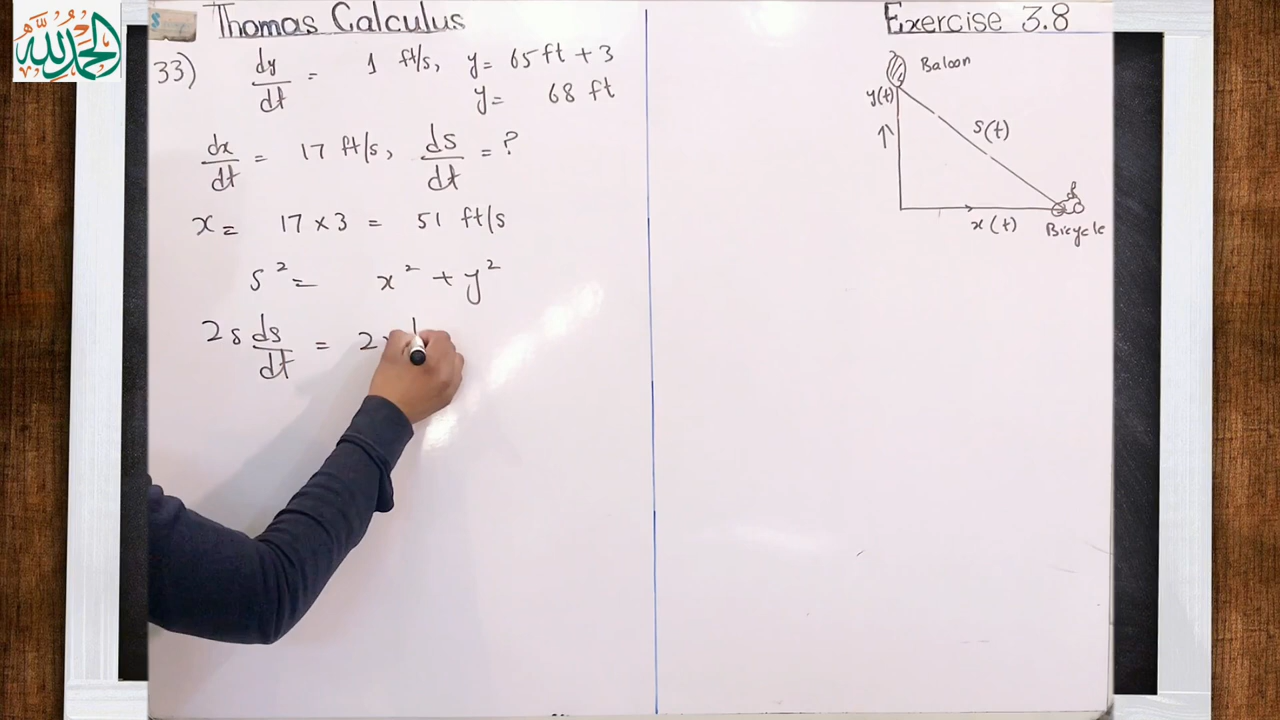 الحمد لله
Thomas Calculus
Exercise 3.8
33) dy/dt = 1 ft/s, y = 65 ft + 3
y = 68 ft
dx/dt = 17 ft/s, ds/dt = ?
x = 17 × 3 = 51 ft/s
s² = x² + y²
2s ds/dt = 2
Baloon
y(t)
s(t)
x(t)
Bicycle